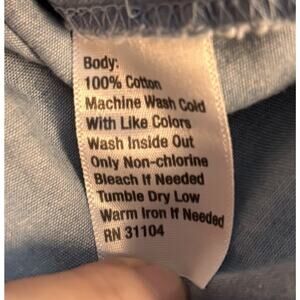 Body:
100% Cotton
Machine Wash Cold
With Like Colors
Wash Inside Out
Only Non-chlorine
Bleach If Needed
Tumble Dry Low
Warm Iron If Needed
RN 31104